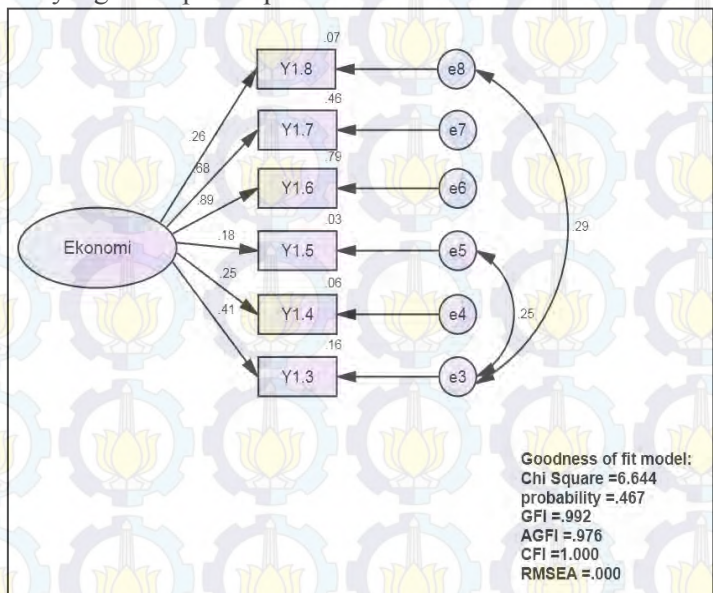 .07
Y1.8
e8
.46
.26
Y1.7
e7
.68
.79
.89
Y1.6
e6
.29
.03
Ekonomi
.18
Y1.5
e5
.25
.06
.41
Y1.4
e4
.25
.16
Y1.3
e3
Goodness of fit model:
Chi Square =6.644
probability =.467
GFI =.992
AGFI =.976
CFI =1.000
RMSEA =.000